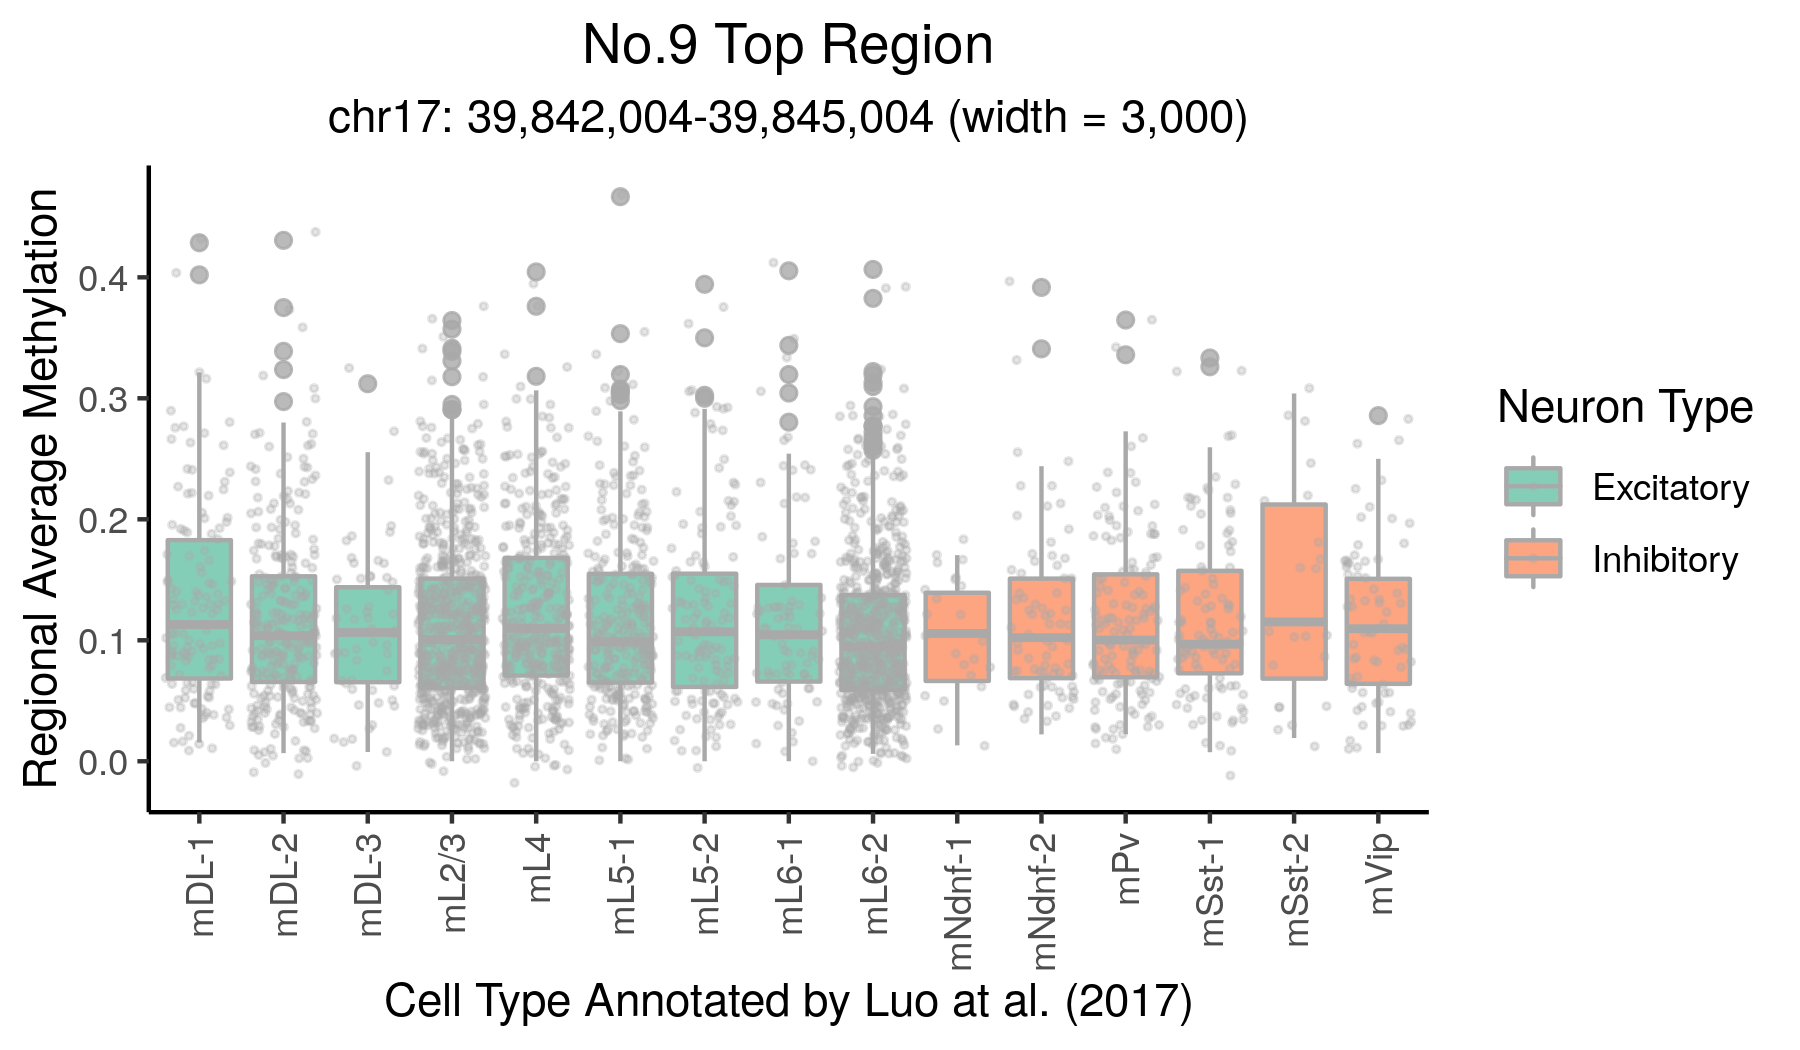 No.9 Top Region
chr17: 39,842,004-39,845,004 (width = 3,000)
Regional Average Methylation
0.4
0.3
0.2
0.1
0.0
mDL-1
mDL-2
mDL-3
mL2/3
mL4
mL5-1
mL5-2
mL6-1
mL6-2
mNdnf-1
mNdnf-2
mPv
mSst-1
mSst-2
mVip
Cell Type Annotated by Luo at al. (2017)
Neuron Type
Excitatory
Inhibitory